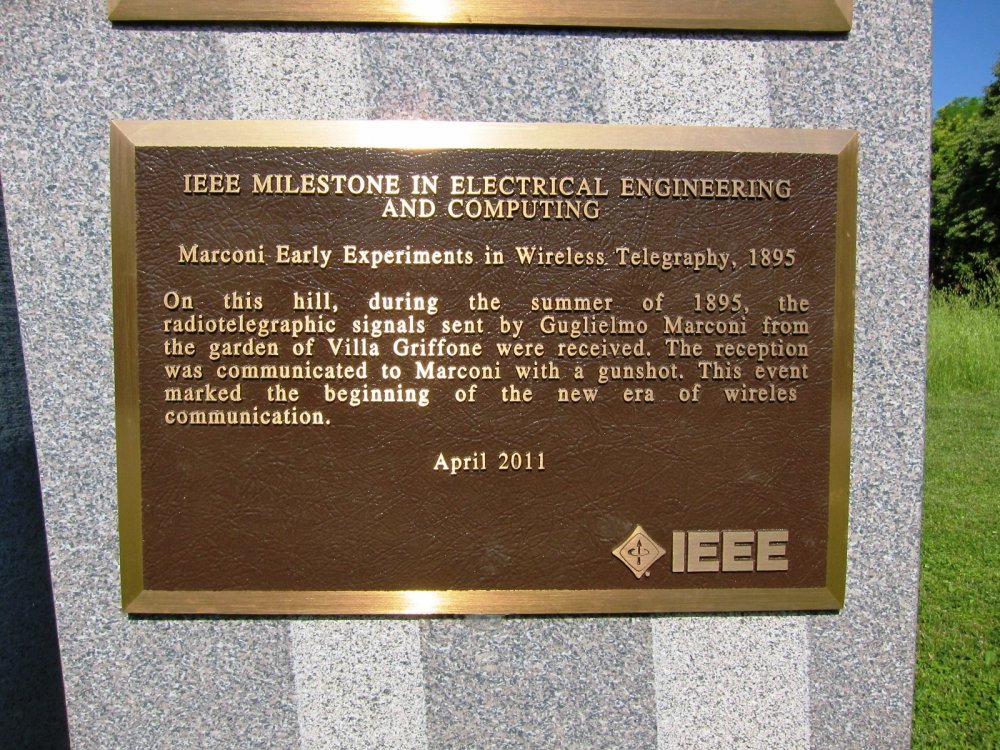 IEEE MILESTONE IN ELECTRICAL ENGINEERING
AND COMPUTING
Marconi Early Experiments in Wireless Telegraphy, 1895
On this hill, during the summer of 1895, the
radiotelegraphic signals sent by Guglielmo Marconi from
the garden of Villa Griffone were received. The reception
was communicated to Marconi with a gunshot. This event
marked the beginning of the new era of wireles
communication.
April 2011
IEEE